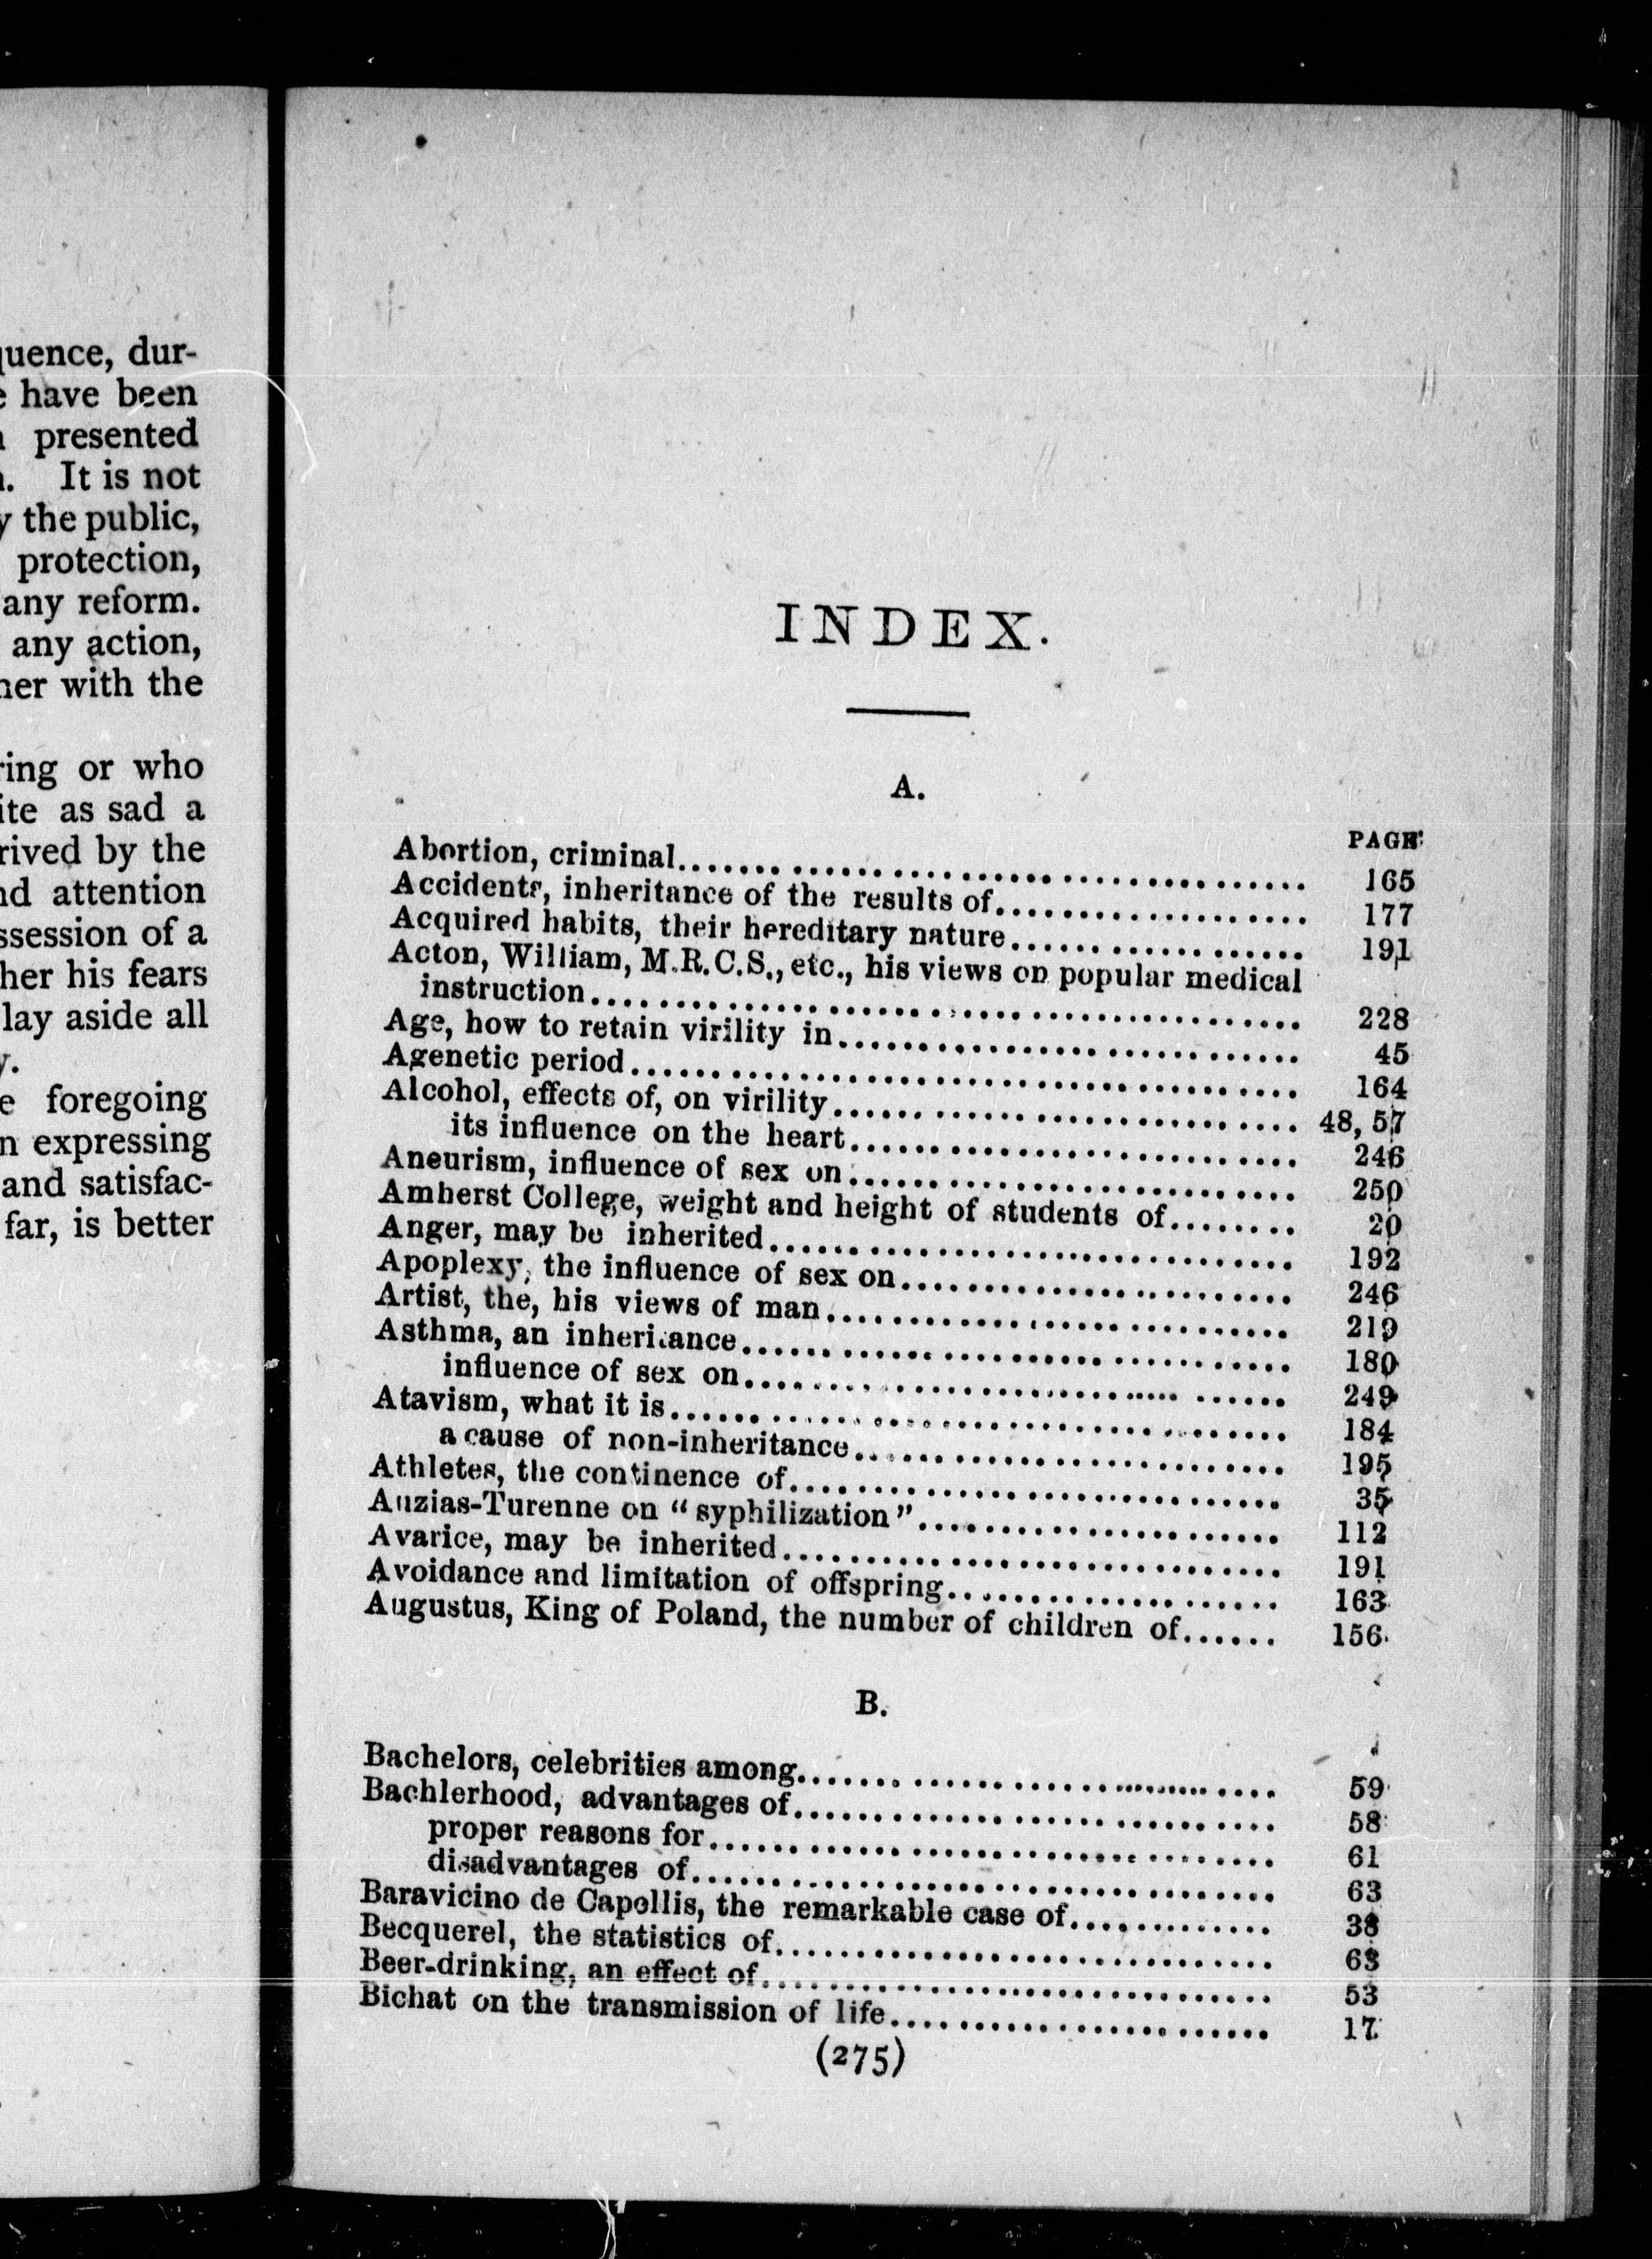 quence, dur-
have been
presented
It is not
the public,
protection,
any reform.
any action,
with the
or who
as sad a
by the
attention
of a
his fears
lay aside all
foregoing
expressing
and satisfac-
far, is better
INDEX.
A.
PAGE
Abortion, criminal 165
Accidents, inheritance of the results of 177
Acquired habits, their hereditary nature 191
Acton, William, M.R.C.S., etc., his views on popular medical
instruction 228
Age, how to retain virility in 45
Agenetic period 164
Alcohol, effects of, on virility 48, 57
its influence on the heart 246
Aneurism, influence of sex on 250
Amherst College, weight and height of students of 20
Anger, may be inherited 192
Apoplexy, the influence of sex on 246
Artist, the, his views of man 219
Asthma, an inheritance 180
influence of sex on 249
Atavism, what it is 184
a cause of non-inheritance 195
Athletes, the continence of 35
Auzias-Turenne on "syphilization" 112
Avarice, may be inherited 191
Avoidance and limitation of offspring 163
Augustus, King of Poland, the number of children of 156
B.
Bachelors, celebrities among 59
Bachlerhood, advantages of 58
proper reasons for 61
disadvantages of 63
Baravicino de Capellis, the remarkable case of 38
Becquerel, the statistics of 63
Beer-drinking, an effect of 53
Bichat on the transmission of life 17
(275)